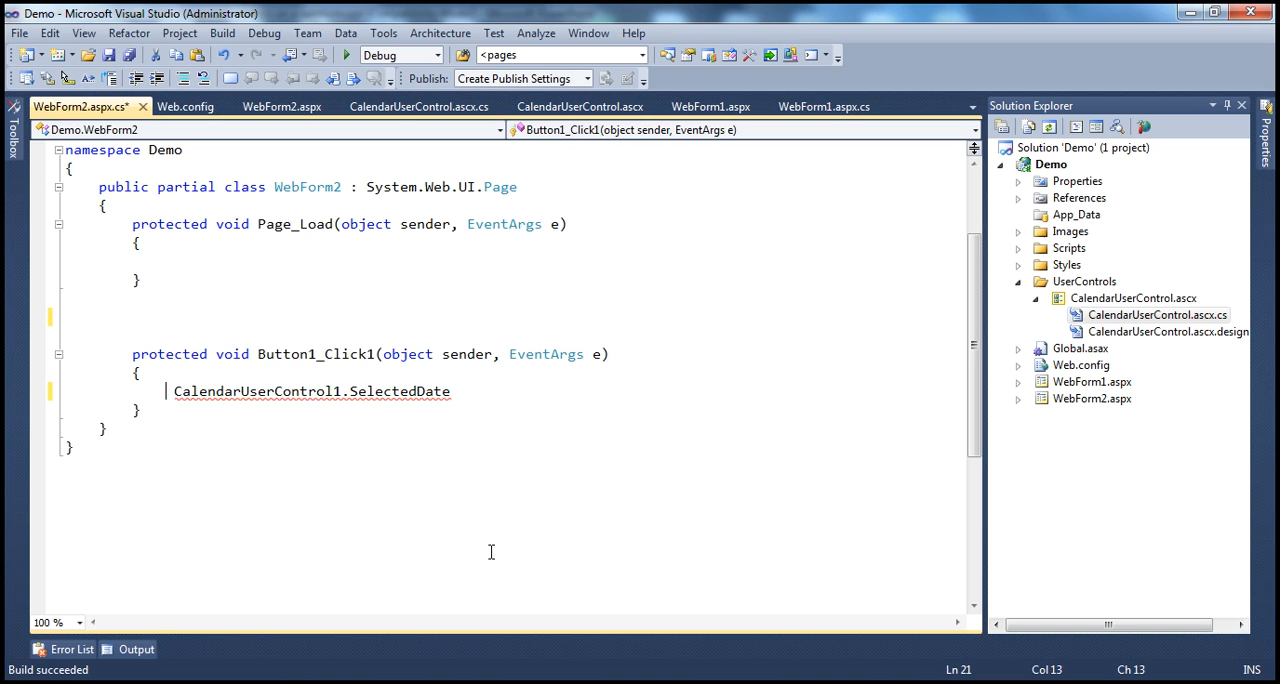 Demo - Microsoft Visual Studio (Administrator)
File Edit View Refactor Project Build Debug Team Data Tools Architecture Test Analyze Window Help
Debug <pages
Publish: Create Publish Settings
WebForm2.aspx.cs* Web.config WebForm2.aspx CalendarUserControl.ascx.cs CalendarUserControl.ascx WebForm1.aspx WebForm1.aspx.cs
Demo.WebForm2 Button1_Click1(object sender, EventArgs e)
namespace Demo
{
public partial class WebForm2 : System.Web.UI.Page
{
protected void Page_Load(object sender, EventArgs e)
{
}
protected void Button1_Click1(object sender, EventArgs e)
{
CalendarUserControl1.SelectedDate
}
}
}
100 %
Toolbox
Solution Explorer
Solution 'Demo' (1 project)
Demo
Properties
References
App_Data
Images
Scripts
Styles
UserControls
CalendarUserControl.ascx
CalendarUserControl.ascx.cs
CalendarUserControl.ascx.design
Global.asax
Web.config
WebForm1.aspx
WebForm2.aspx
Properties
Error List Output
Build succeeded Ln 21 Col 13 Ch 13 INS